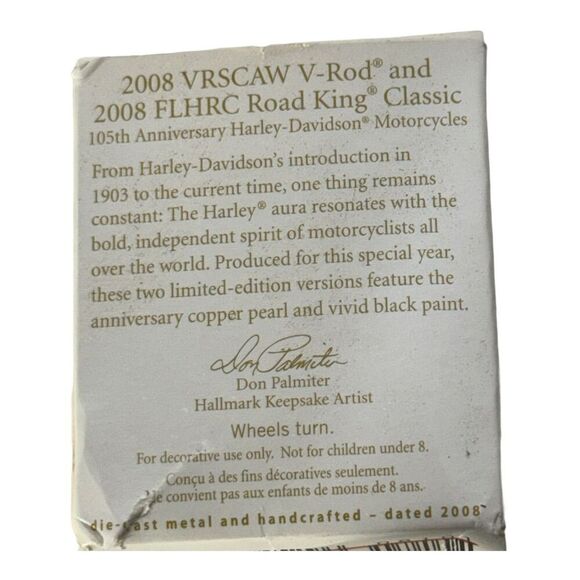 2008 VRSCAW V-Rod® and
2008 FLHRC Road King® Classic
105th Anniversary Harley-Davidson® Motorcycles
From Harley-Davidson's introduction in
1903 to the current time, one thing remains
constant: The Harley® aura resonates with the
bold, independent spirit of motorcyclists all
over the world. Produced for this special year,
these two limited-edition versions feature the
anniversary copper pearl and vivid black paint.
Don Palmiter
Don Palmiter
Hallmark Keepsake Artist
Wheels turn.
For decorative use only. Not for children under 8.
Conçu à des fins décoratives seulement.
Ne convient pas aux enfants de moins de 8 ans.
die-cast metal and handcrafted – dated 2008